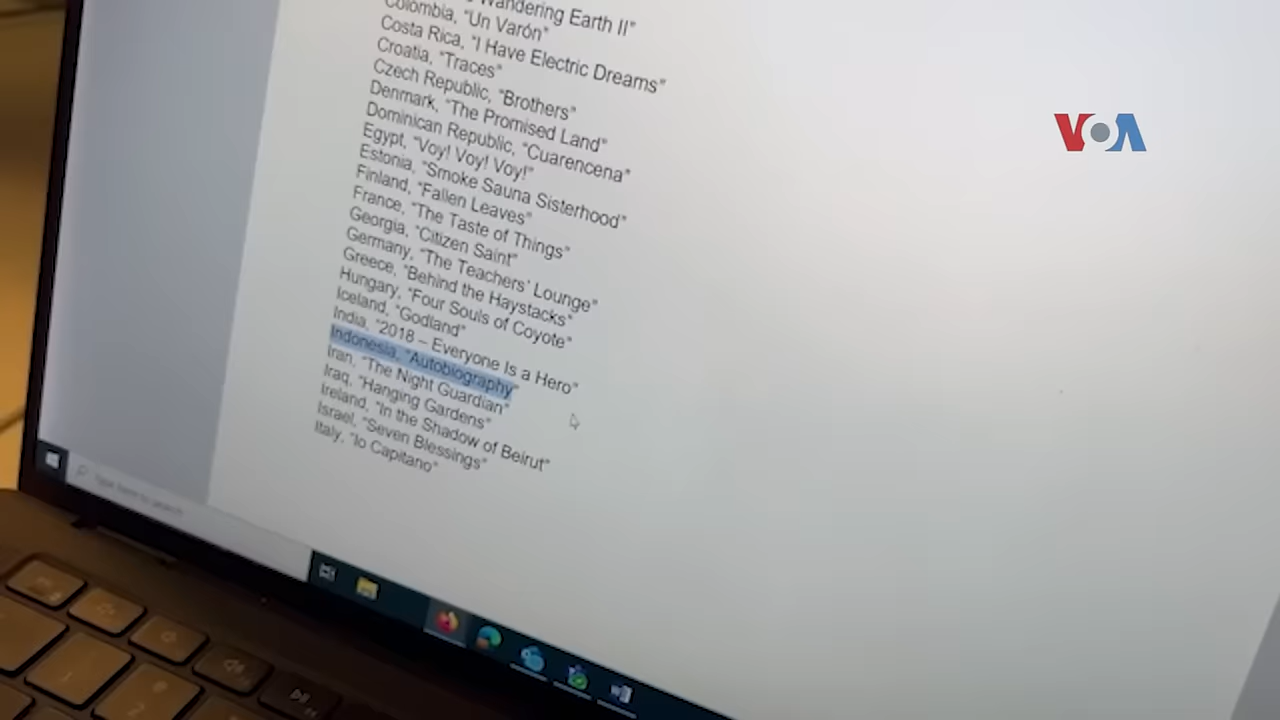 Wandering Earth II"
Colombia, "Un Varón"
Costa Rica, "I Have Electric Dreams"
Croatia, "Traces"
Czech Republic, "Brothers"
Denmark, "The Promised Land"
Dominican Republic, "Cuarencena"
Egypt, "Voy! Voy! Voy!"
Estonia, "Smoke Sauna Sisterhood"
Finland, "Fallen Leaves"
France, "The Taste of Things"
Georgia, "Citizen Saint"
Germany, "The Teachers' Lounge"
Greece, "Behind the Haystacks"
Hungary, "Four Souls of Coyote"
Iceland, "Godland"
India, "2018 – Everyone Is a Hero"
Indonesia, "Autobiography"
Iran, "The Night Guardian"
Iraq, "Hanging Gardens"
Ireland, "In the Shadow of Beirut"
Israel, "Seven Blessings"
Italy, "Io Capitano"
VOA
Type here to search